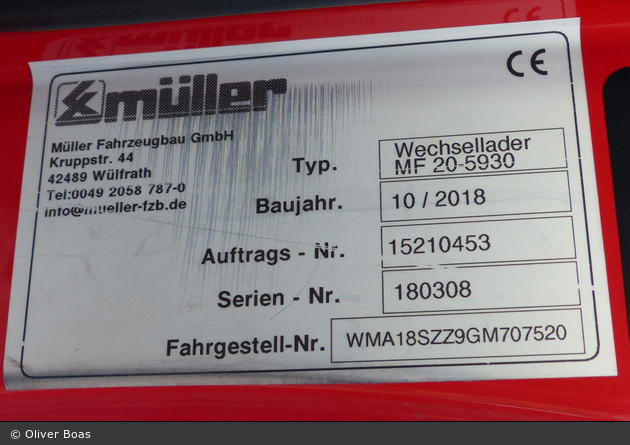 müller
CE
Müller Fahrzeugbau GmbH
Kruppstr. 44
42489 Wülfrath
Tel:0049 2058 787-0
info@mueller-fzb.de
Typ. Wechsellader
MF 20-5930
Baujahr. 10 / 2018
Auftrags - Nr. 15210453
Serien - Nr. 180308
Fahrgestell-Nr. WMA18SZZ9GM707520
© Oliver Boas